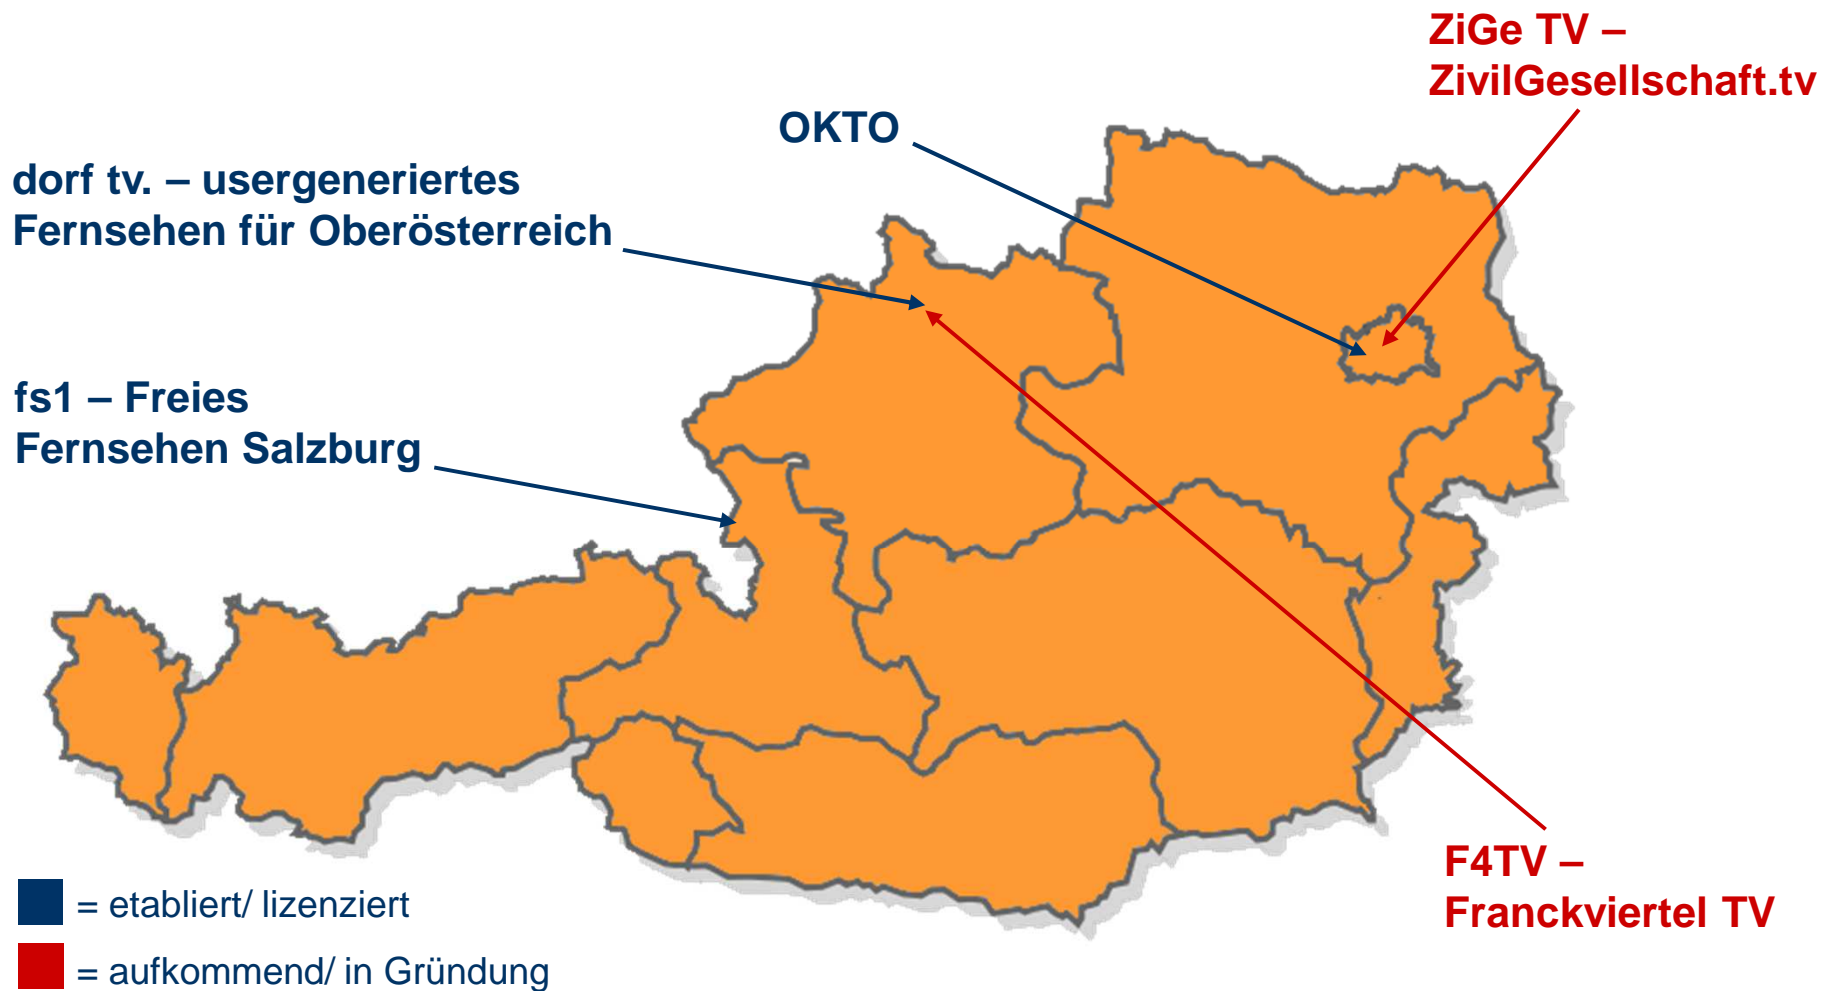 ZiGe TV –
ZivilGesellschaft.tv
OKTO
dorf tv. – usergeneriertes
Fernsehen für Oberösterreich
fs1 – Freies
Fernsehen Salzburg
F4TV –
Franckviertel TV
= etabliert/ lizenziert
= aufkommend/ in Gründung